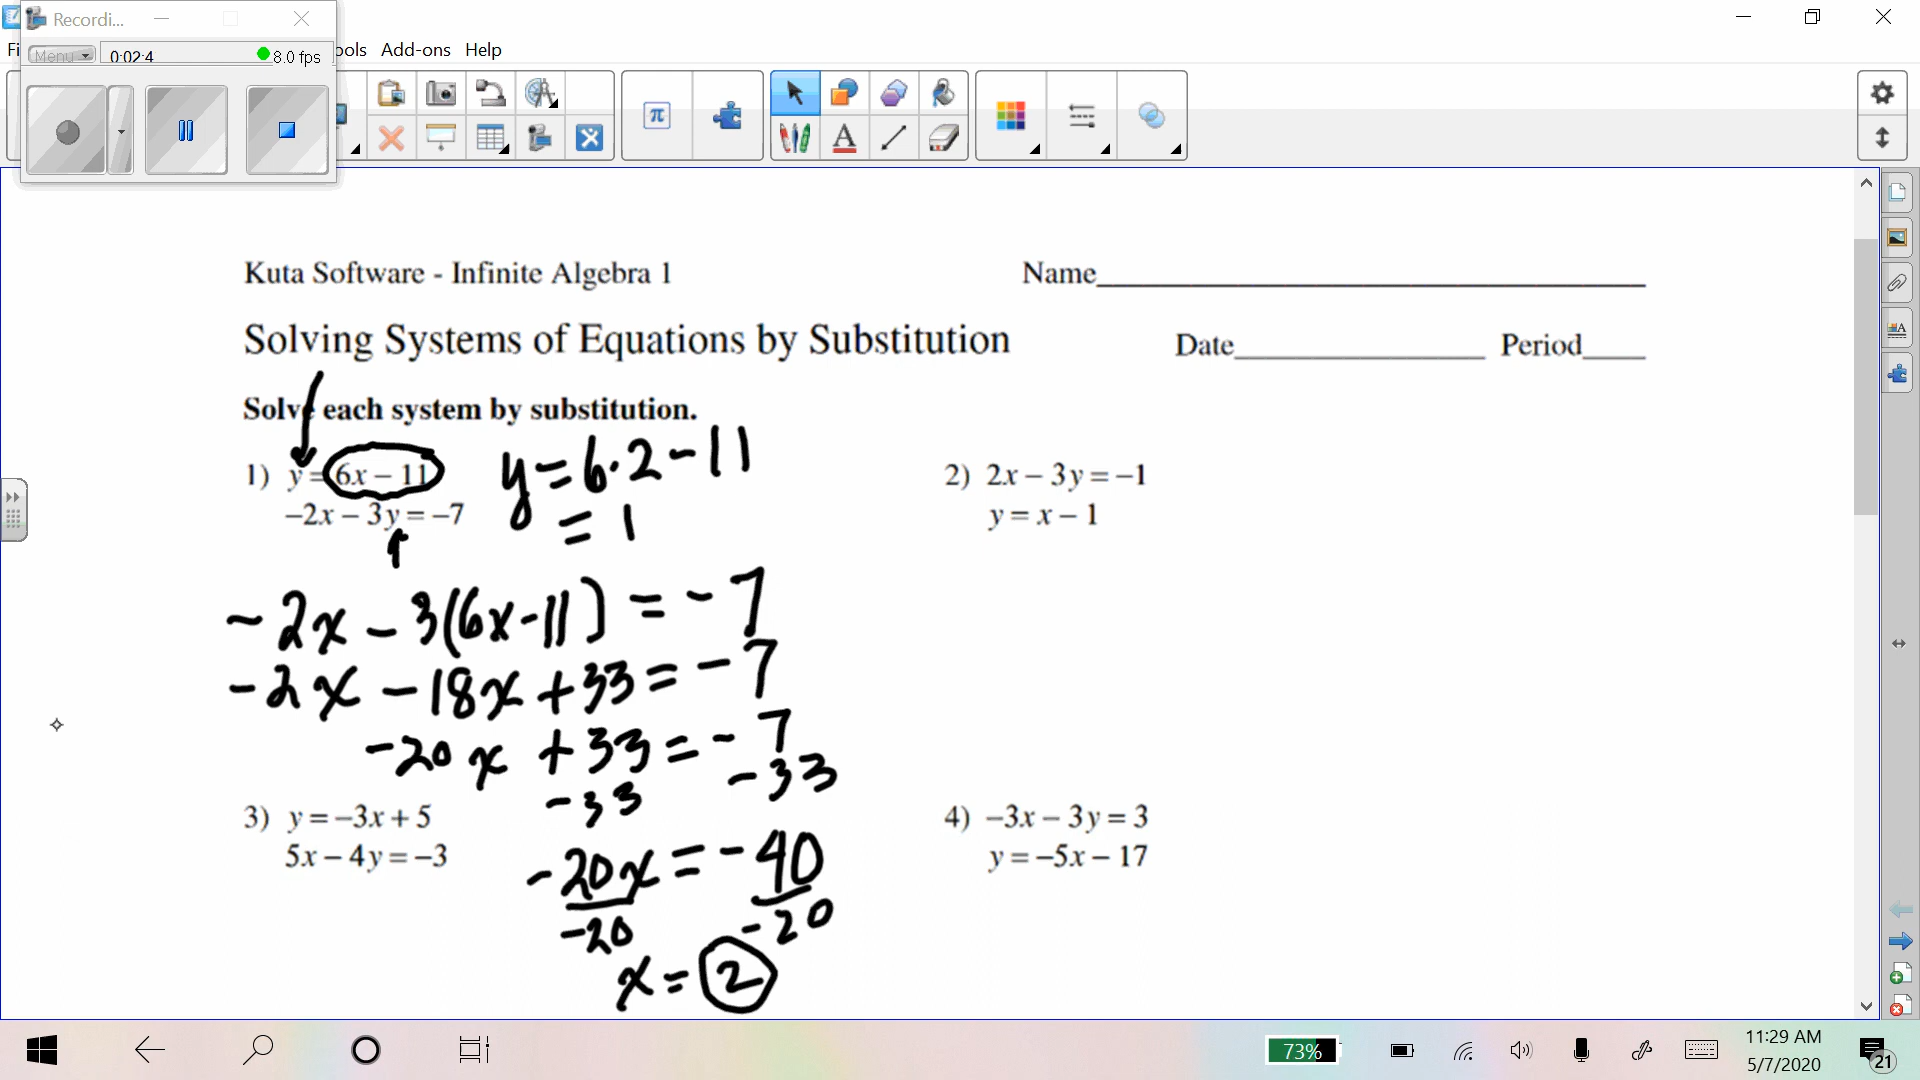 Recordi...
Menu 0:02:4 8.0 fps
Fi ools Add-ons Help
Kuta Software - Infinite Algebra 1 Name
Solving Systems of Equations by Substitution Date Period
Solve each system by substitution.
1) y = 6x − 11
−2x − 3y = −7
y = 6·2 − 11
= 1
−2x − 3(6x−11) = −7
−2x − 18x + 33 = −7
−20x + 33 = −7
−33 −33
−20x = −40
−20 −20
x = 2
2) 2x − 3y = −1
y = x − 1
3) y = −3x + 5
5x − 4y = −3
4) −3x − 3y = 3
y = −5x − 17
73% 11:29 AM
5/7/2020 21